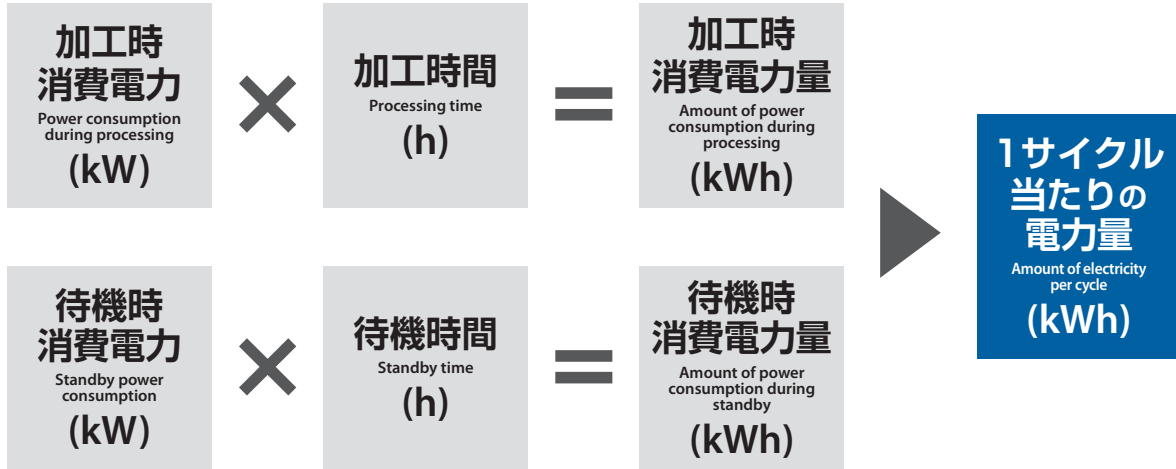 加工時
消費電力
Power consumption
during processing
(kW)
×
加工時間
Processing time
(h)
=
加工時
消費電力量
Amount of power
consumption during
processing
(kWh)
待機時
消費電力
Standby power
consumption
(kW)
×
待機時間
Standby time
(h)
=
待機時
消費電力量
Amount of power
consumption during
standby
(kWh)
1サイクル
当たりの
電力量
Amount of electricity
per cycle
(kWh)